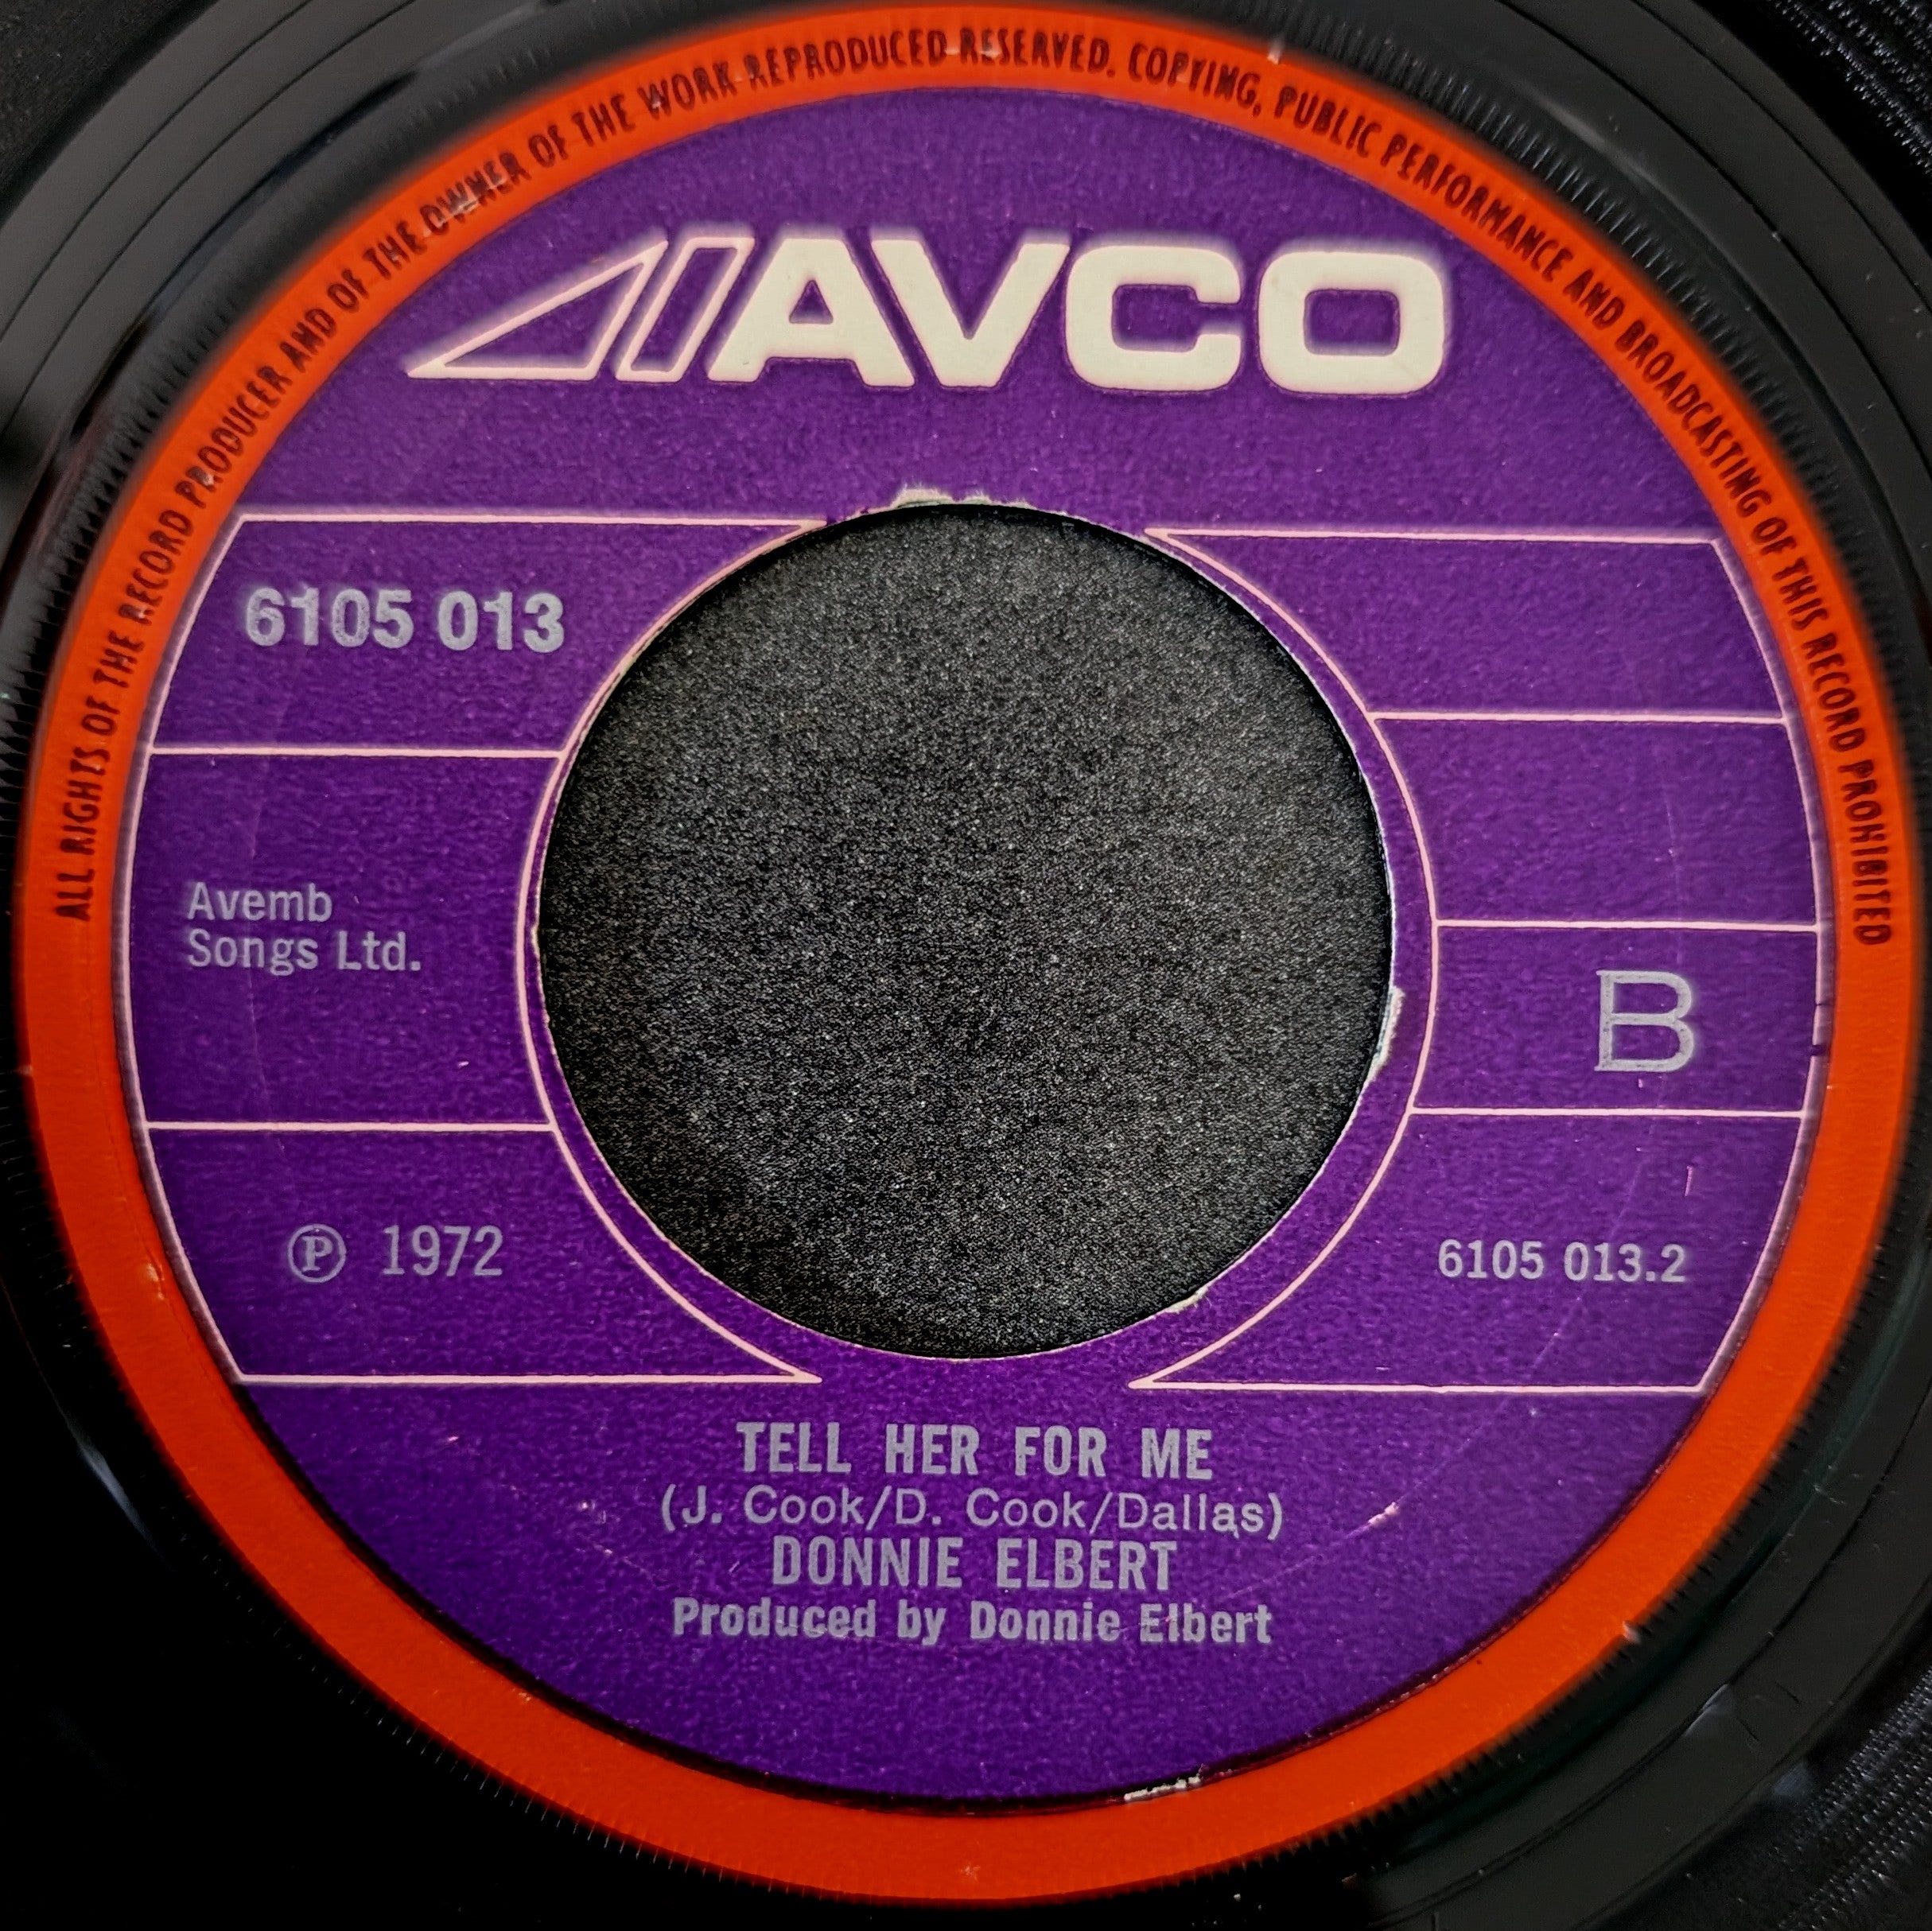 ALL RIGHTS OF THE RECORD PRODUCER AND OF THE OWNER OF THE WORK REPRODUCED RESERVED. COPYING, PUBLIC PERFORMANCE AND BROADCASTING OF THIS RECORD PROHIBITED
AVCO
6105 013
Avemb
Songs Ltd.
B
℗ 1972
6105 013.2
TELL HER FOR ME
(J. Cook/D. Cook/Dallas)
DONNIE ELBERT
Produced by Donnie Elbert